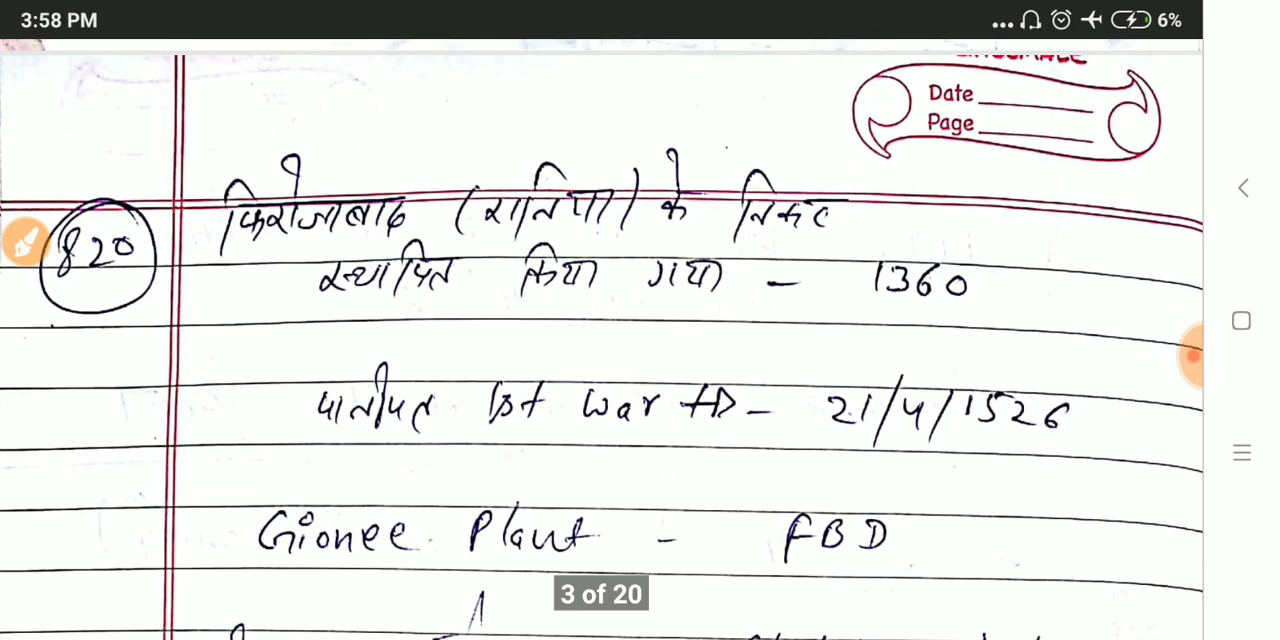 3:58 PM
6%
Date
Page
820
फिरोजाबाद (रानिया) के निकट
स्थापित किया गया - 1360
पानीपत Ist War HD - 21/4/1526
Gionee Plant - FBD
3 of 20